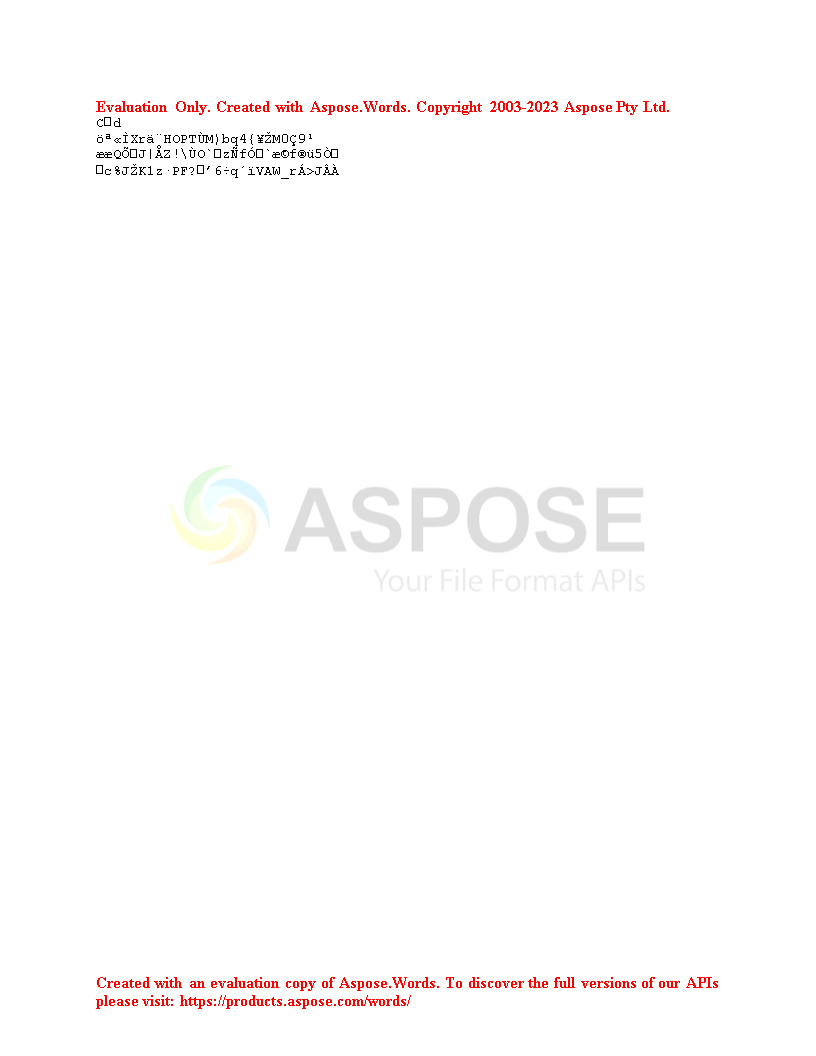 Evaluation Only. Created with Aspose.Words. Copyright 2003-2023 Aspose Pty Ltd.
C□d
öª«ÌXrä¨HOPTÙM)bq4{¥ŽM0Ç9¹
ææQÕ□J|ÅZ!\ÙO`□zÑfÓ□`æ©f®ü5Ò□
□c%JŽK1z·PF?□’6÷q´ïVAW_rÁ>JÂÀ
ASPOSE
Your File Format APIs
Created with an evaluation copy of Aspose.Words. To discover the full versions of our APIs
please visit: https://products.aspose.com/words/